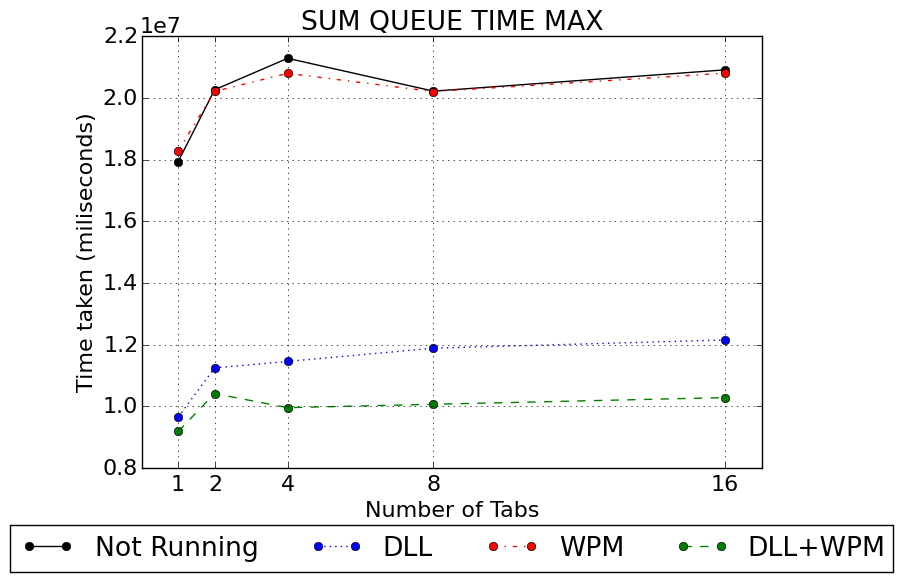 SUM QUEUE TIME MAX
1e7
2.2
2.0
1.8
1.6
1.4
1.2
1.0
0.8
Time taken (miliseconds)
1 2 4 8 16
Number of Tabs
Not Running DLL WPM DLL+WPM